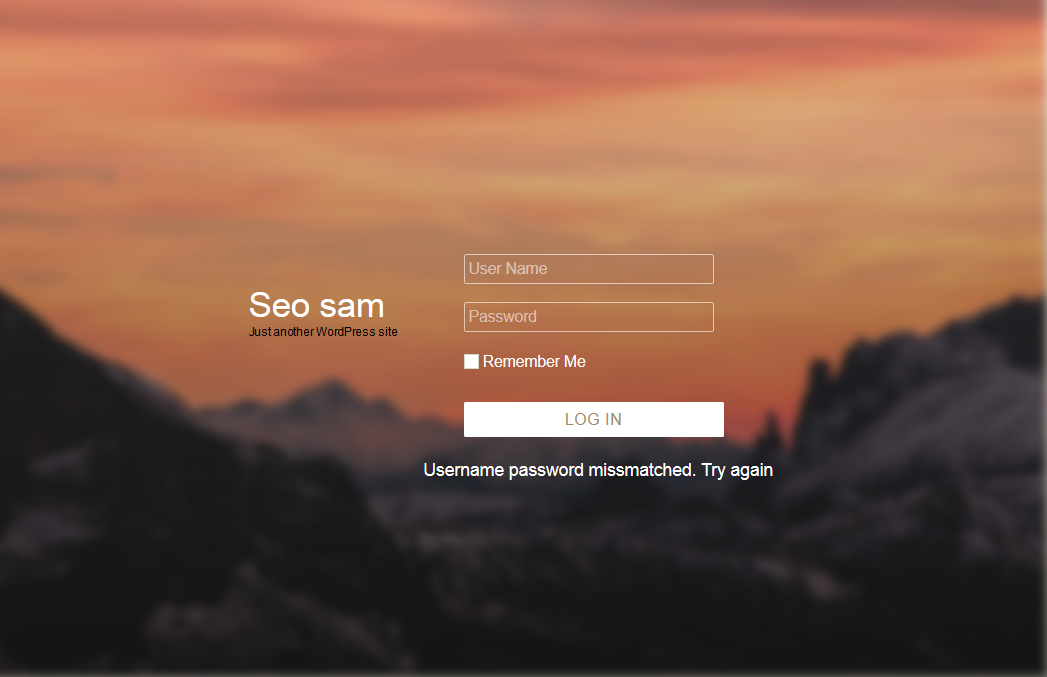 User Name
Seo sam
Just another WordPress site
Password
Remember Me
LOG IN
Username password missmatched. Try again